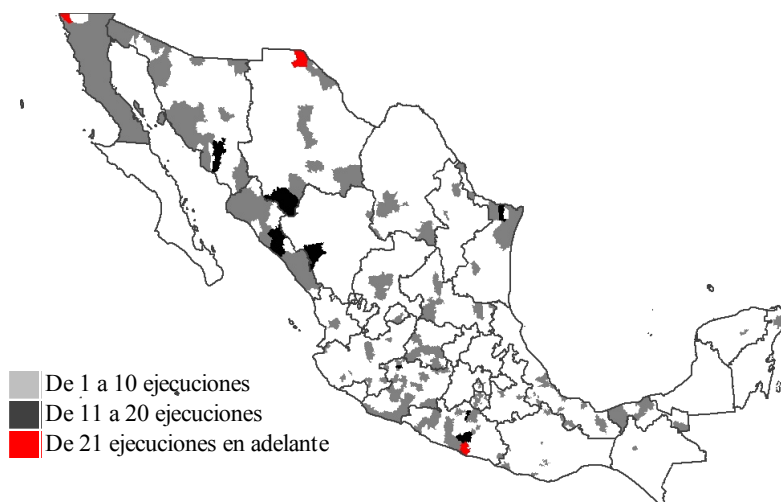 De 1 a 10 ejecuciones
De 11 a 20 ejecuciones
De 21 ejecuciones en adelante